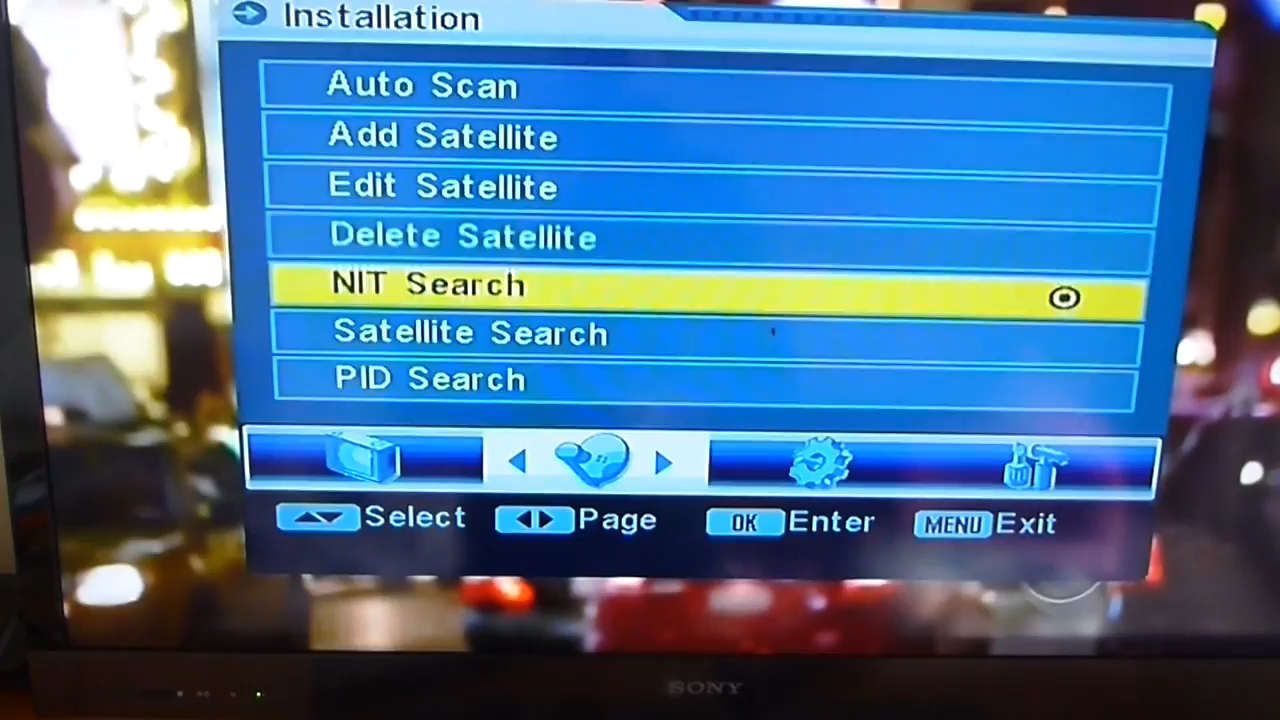 Installation
Auto Scan
Add Satellite
Edit Satellite
Delete Satellite
NIT Search
Satellite Search
PID Search
Select Page OK Enter MENU Exit
SONY